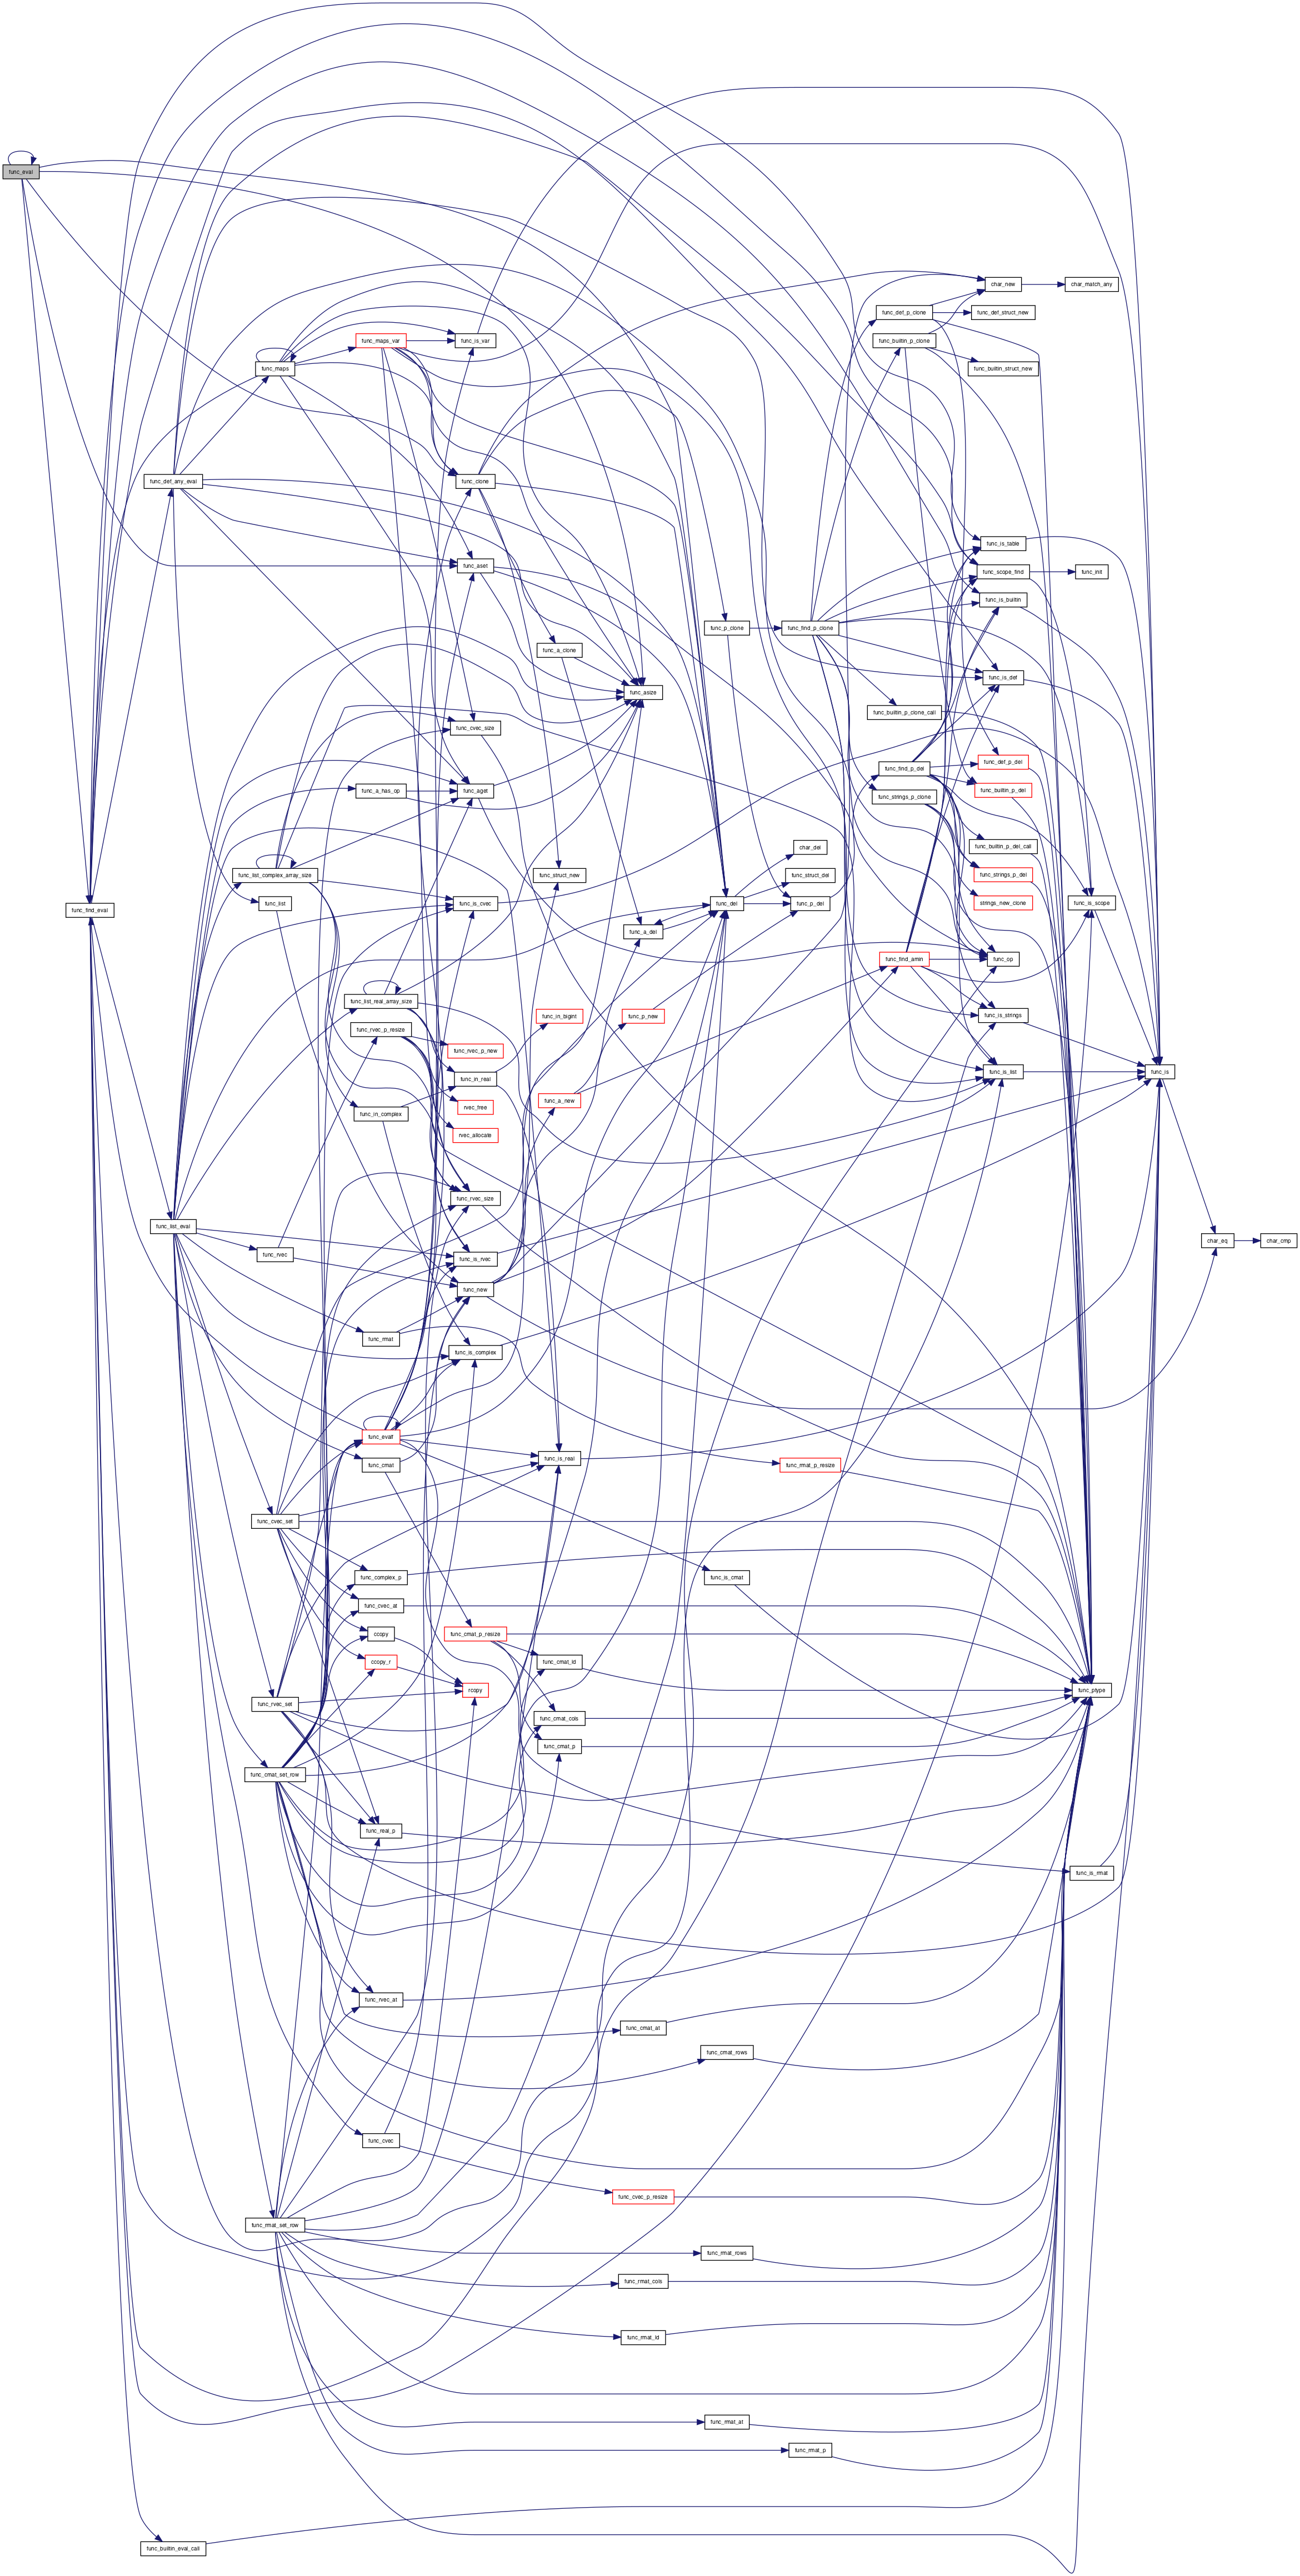 func_eval
char_new
char_match_any
func_def_p_clone
func_def_struct_new
func_maps_var
func_is_var
func_builtin_p_clone
func_maps
func_builtin_struct_new
func_def_any_eval
func_clone
func_is_table
func_aset
func_scope_find
func_init
func_is_builtin
func_p_clone
func_find_p_clone
func_a_clone
func_is_def
func_asize
func_builtin_p_clone_call
func_cvec_size
func_def_p_del
func_find_p_del
func_a_has_op
func_aget
func_builtin_p_del
func_strings_p_clone
char_del
func_builtin_p_del_call
func_list_complex_array_size
func_struct_new
func_struct_del
func_strings_p_del
func_find_eval
func_list
func_is_cvec
func_del
func_p_del
strings_new_clone
func_is_scope
func_a_del
func_find_amin
func_op
func_list_real_array_size
func_in_bigint
func_p_new
func_is_strings
func_rvec_p_resize
func_rvec_p_new
func_in_real
func_is_list
func_is
func_a_new
func_in_complex
rvec_free
rvec_allocate
func_rvec_size
func_list_eval
char_eq
char_cmp
func_rvec
func_is_rvec
func_new
func_rmat
func_is_complex
func_evalf
func_cmat
func_is_real
func_rmat_p_resize
func_cvec_set
func_complex_p
func_is_cmat
func_cvec_at
ccopy
func_cmat_p_resize
ccopy_r
func_cmat_id
rcopy
func_ptype
func_rvec_set
func_cmat_cols
func_cmat_p
func_cmat_set_row
func_real_p
func_is_rmat
func_rvec_at
func_cmat_at
func_cmat_rows
func_cvec
func_cvec_p_resize
func_rmat_set_row
func_rmat_rows
func_rmat_cols
func_rmat_id
func_rmat_at
func_rmat_p
func_builtin_eval_call